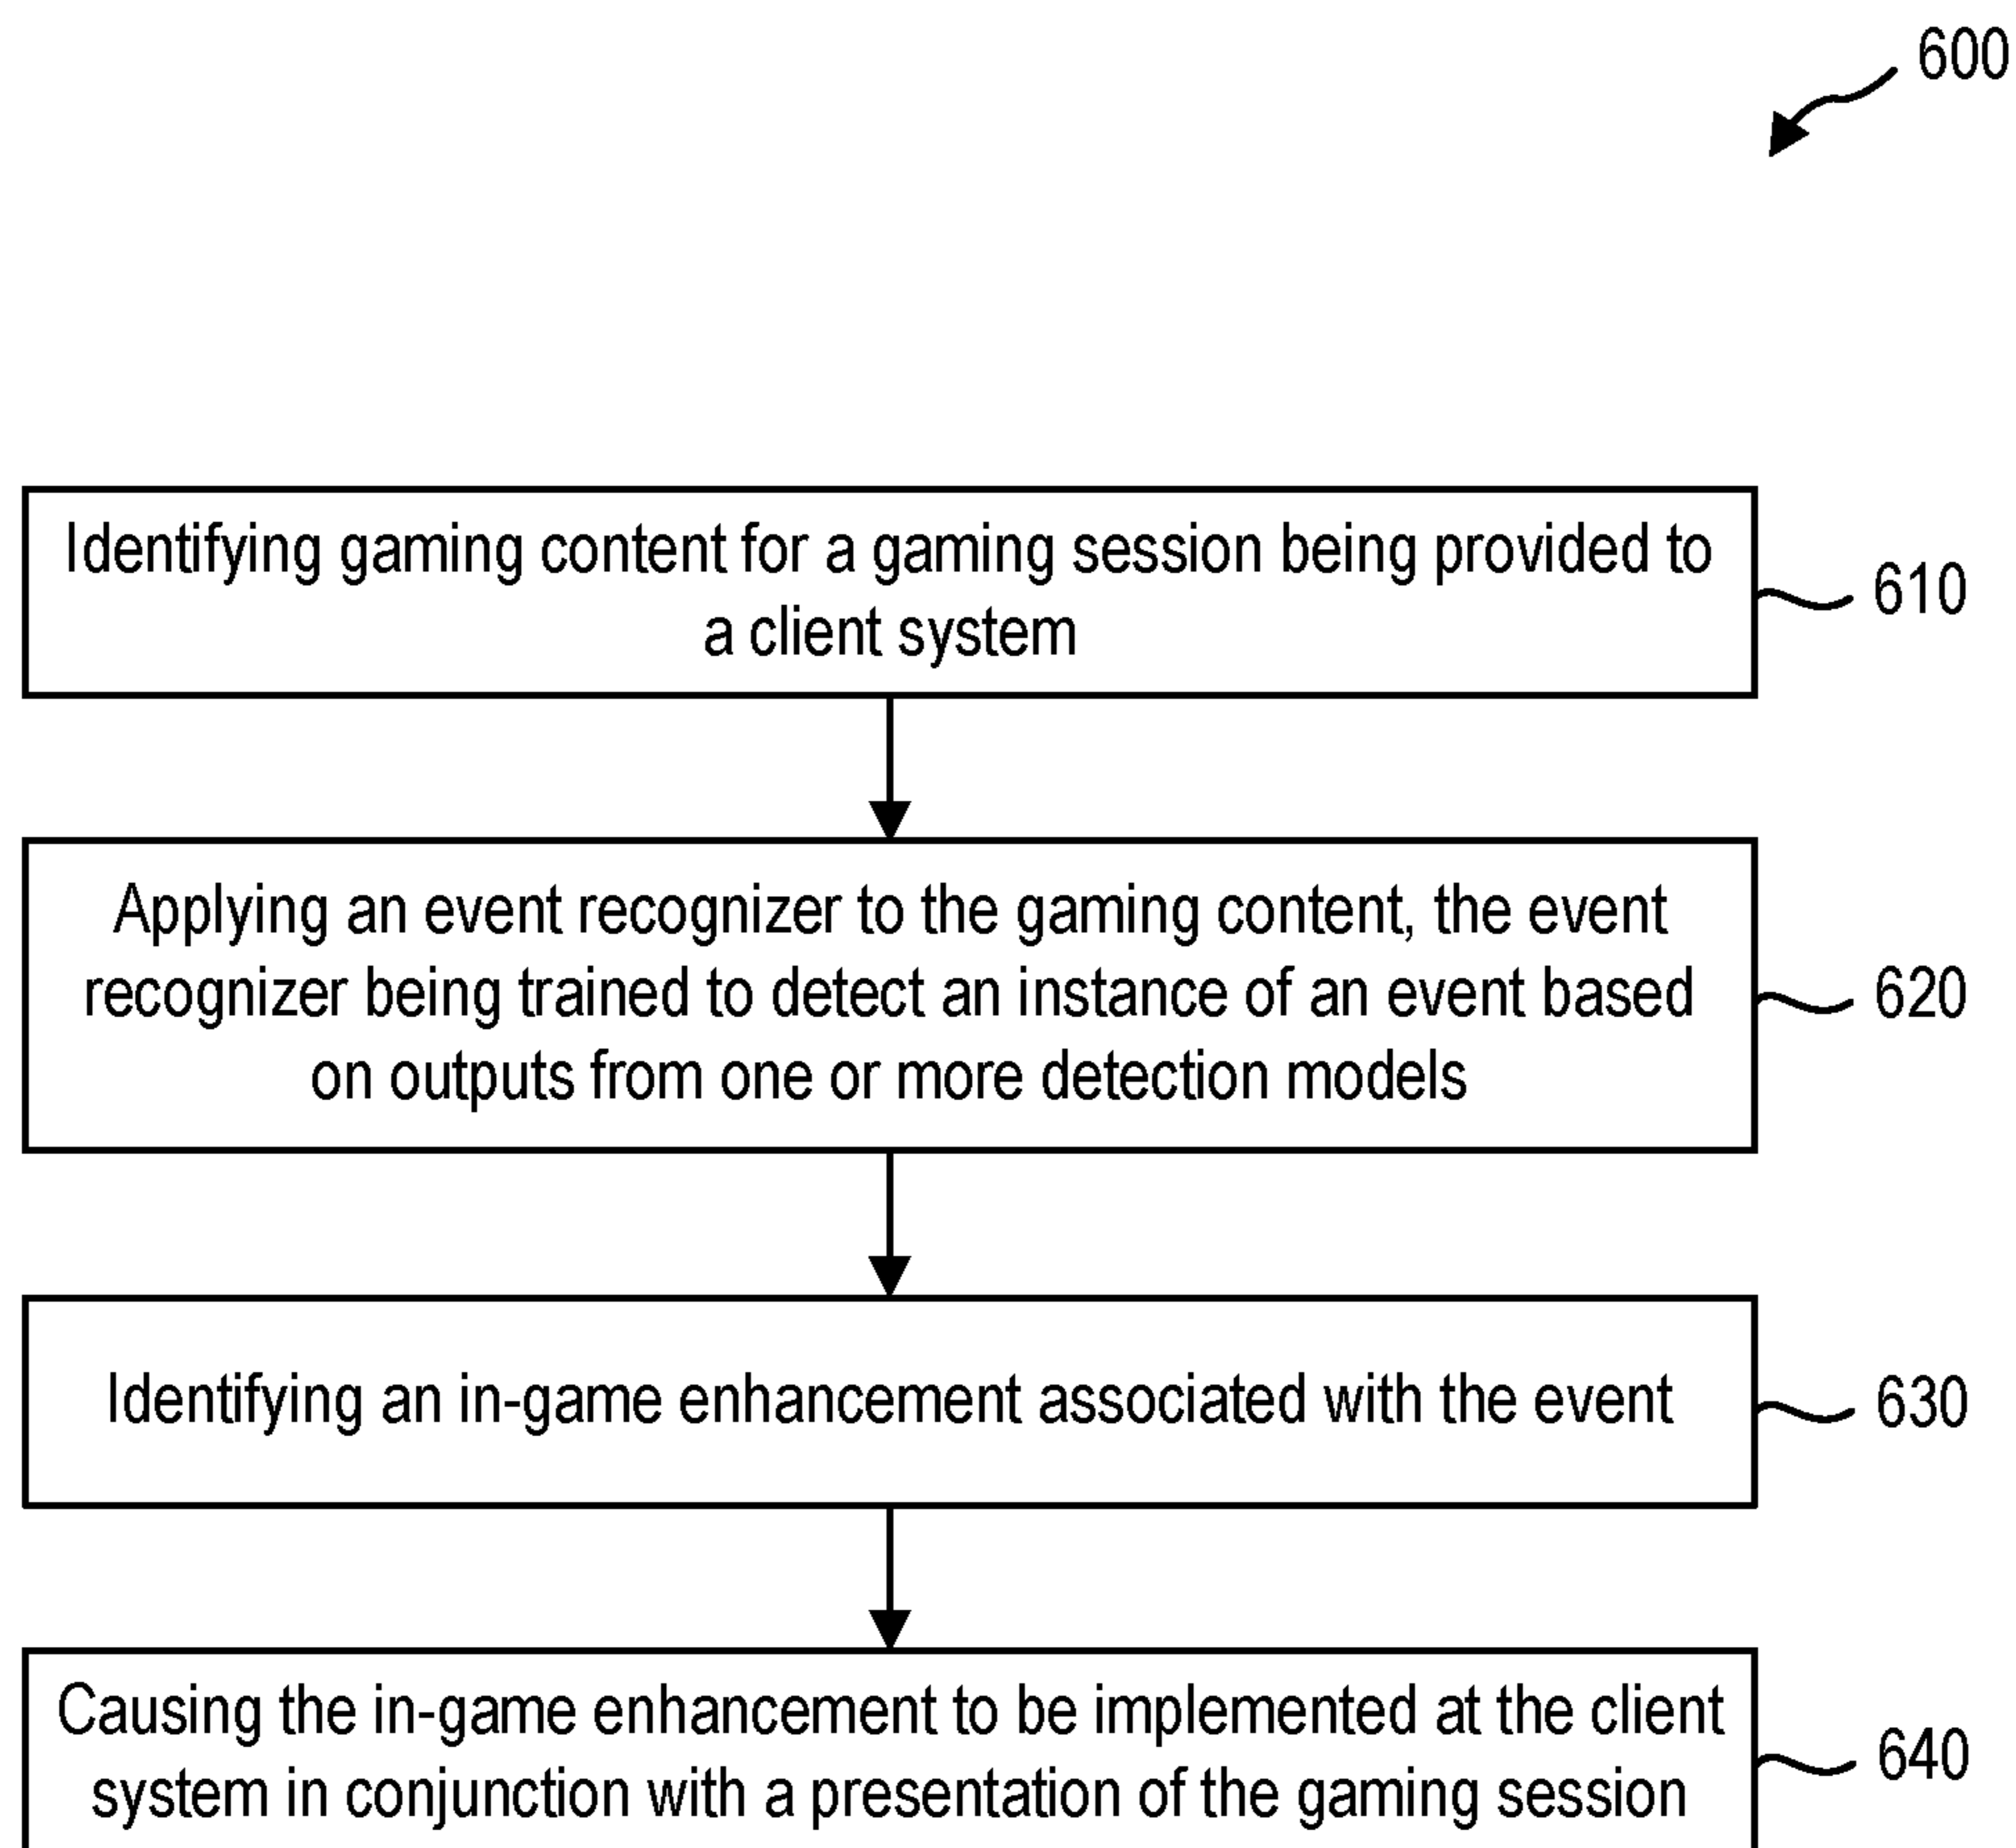 600
Identifying gaming content for a gaming session being provided to
a client system
610
Applying an event recognizer to the gaming content, the event
recognizer being trained to detect an instance of an event based
on outputs from one or more detection models
620
Identifying an in-game enhancement associated with the event
630
Causing the in-game enhancement to be implemented at the client
system in conjunction with a presentation of the gaming session
640